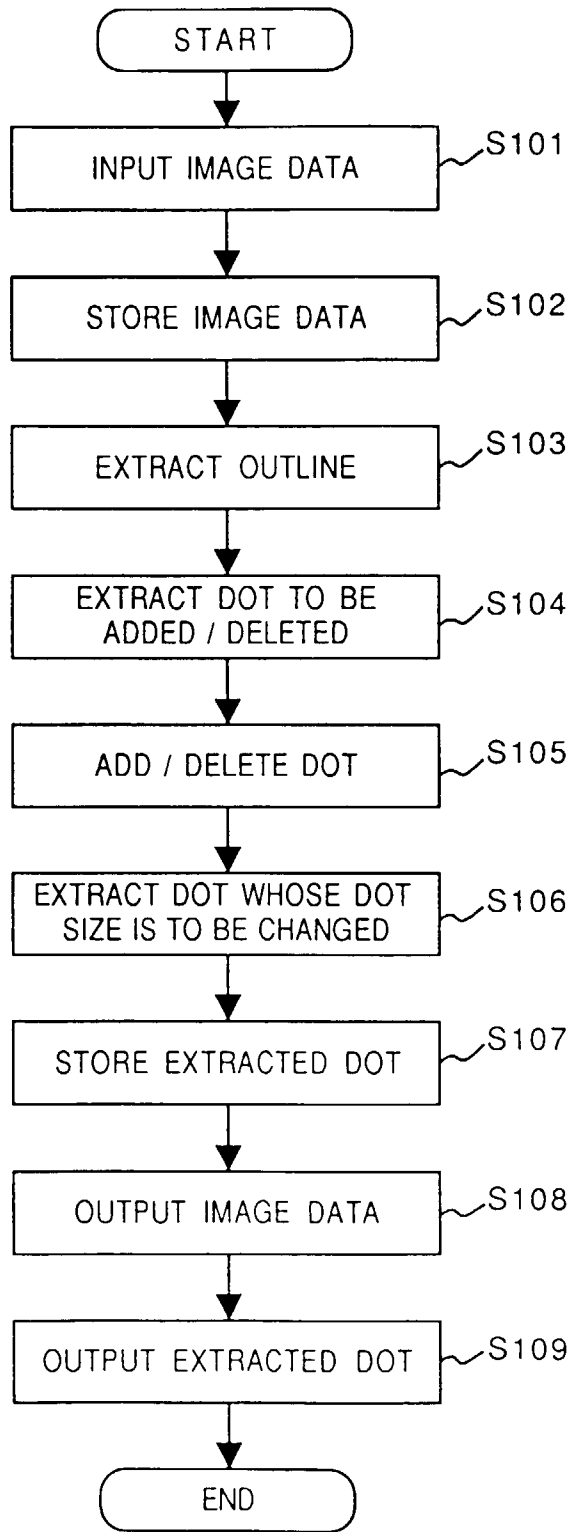 START
INPUT IMAGE DATA
S101
STORE IMAGE DATA
S102
EXTRACT OUTLINE
S103
EXTRACT DOT TO BE
ADDED / DELETED
S104
ADD / DELETE DOT
S105
EXTRACT DOT WHOSE DOT
SIZE IS TO BE CHANGED
S106
STORE EXTRACTED DOT
S107
OUTPUT IMAGE DATA
S108
OUTPUT EXTRACTED DOT
S109
END